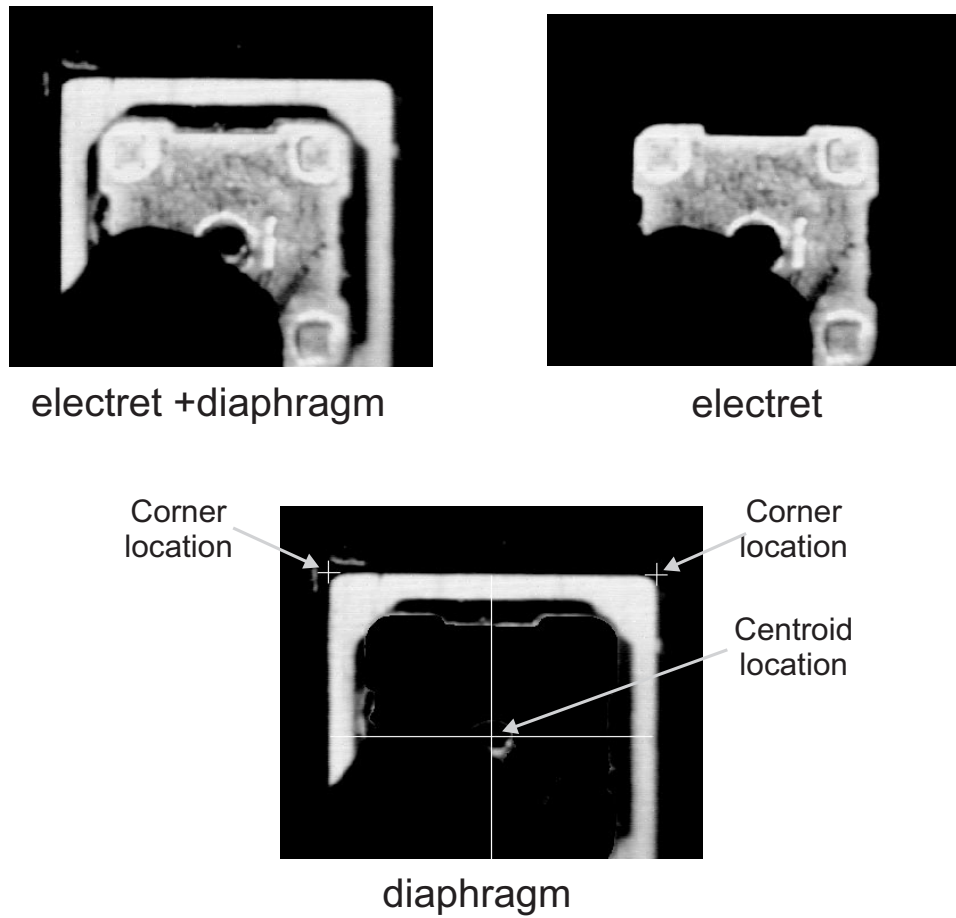 electret +diaphragm
electret
Corner
location
Corner
location
Centroid
location
diaphragm